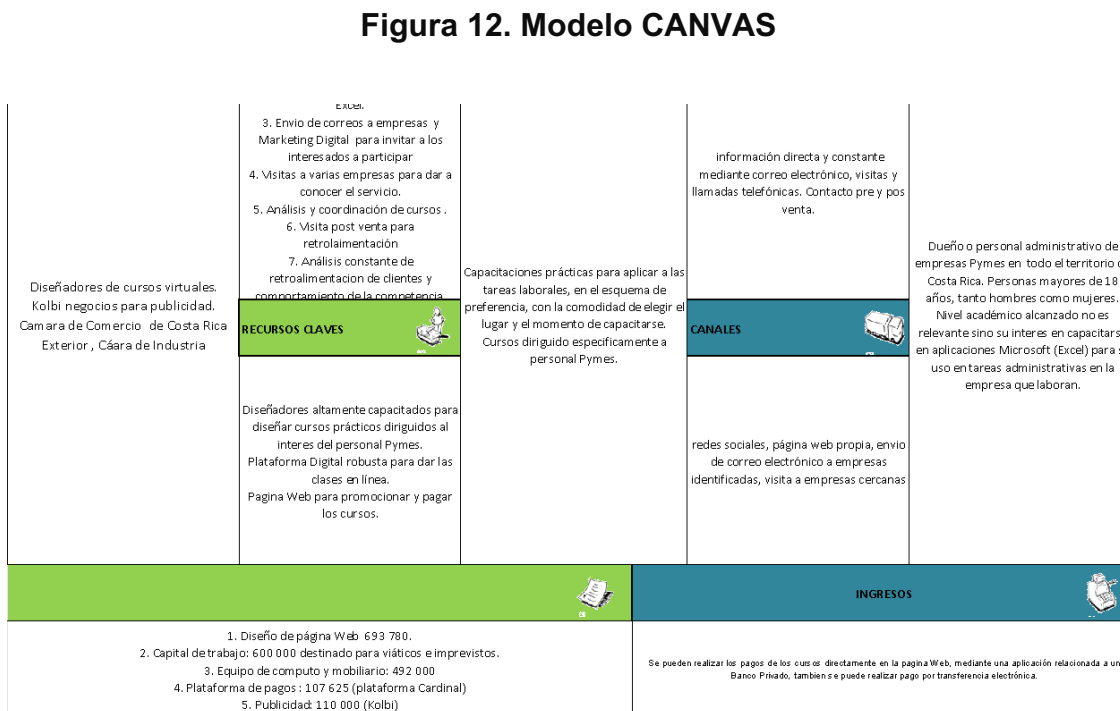 Figura 12. Modelo CANVAS
Diseñadores de cursos virtuales.
Kolbi negocios para publicidad.
Camara de Comercio de Costa Rica
Exterior , Cáara de Industria
Excel.
3. Envio de correos a empresas y
Marketing Digital para invitar a los
interesados a participar
4. Visitas a varias empresas para dar a
conocer el servicio.
5. Análisis y coordinación de cursos .
6. Visita post venta para
retrolaimentación
7. Análisis constante de
retroalimentacion de clientes y
comportamiento de la competencia
RECURSOS CLAVES
Diseñadores altamente capacitados para
diseñar cursos prácticos diriguidos al
interes del personal Pymes.
Plataforma Digital robusta para dar las
clases en línea.
Pagina Web para promocionar y pagar
los cursos.
Capacitaciones prácticas para aplicar a las
tareas laborales, en el esquema de
preferencia, con la comodidad de elegir el
lugar y el momento de capacitarse.
Cursos diriguido especificamente a
personal Pymes.
información directa y constante
mediante correo electrónico, visitas y
llamadas telefónicas. Contacto pre y pos
venta.
CANALES
redes sociales, página web propia, envio
de correo electrónico a empresas
identificadas, visita a empresas cercanas
Dueño o personal administrativo de
empresas Pymes en todo el territorio
Costa Rica. Personas mayores de 18
años, tanto hombres como mujeres.
Nivel académico alcanzado no es
relevante sino su interes en capacitars
en aplicaciones Microsoft (Excel) para
uso en tareas administrativas en la
empresa que laboran.
1. Diseño de página Web 693 780.
2. Capital de trabajo: 600 000 destinado para viáticos e imprevistos.
3. Equipo de computo y mobiliario: 492 000
4. Plataforma de pagos : 107 625 (plataforma Cardinal)
5. Publicidad: 110 000 (Kolbi)
INGRESOS
Se pueden realizar los pagos de los cursos directamente en la pagina Web, mediante una aplicación relacionada a un
Banco Privado, tambien se puede realizar pago por transferencia electrónica.